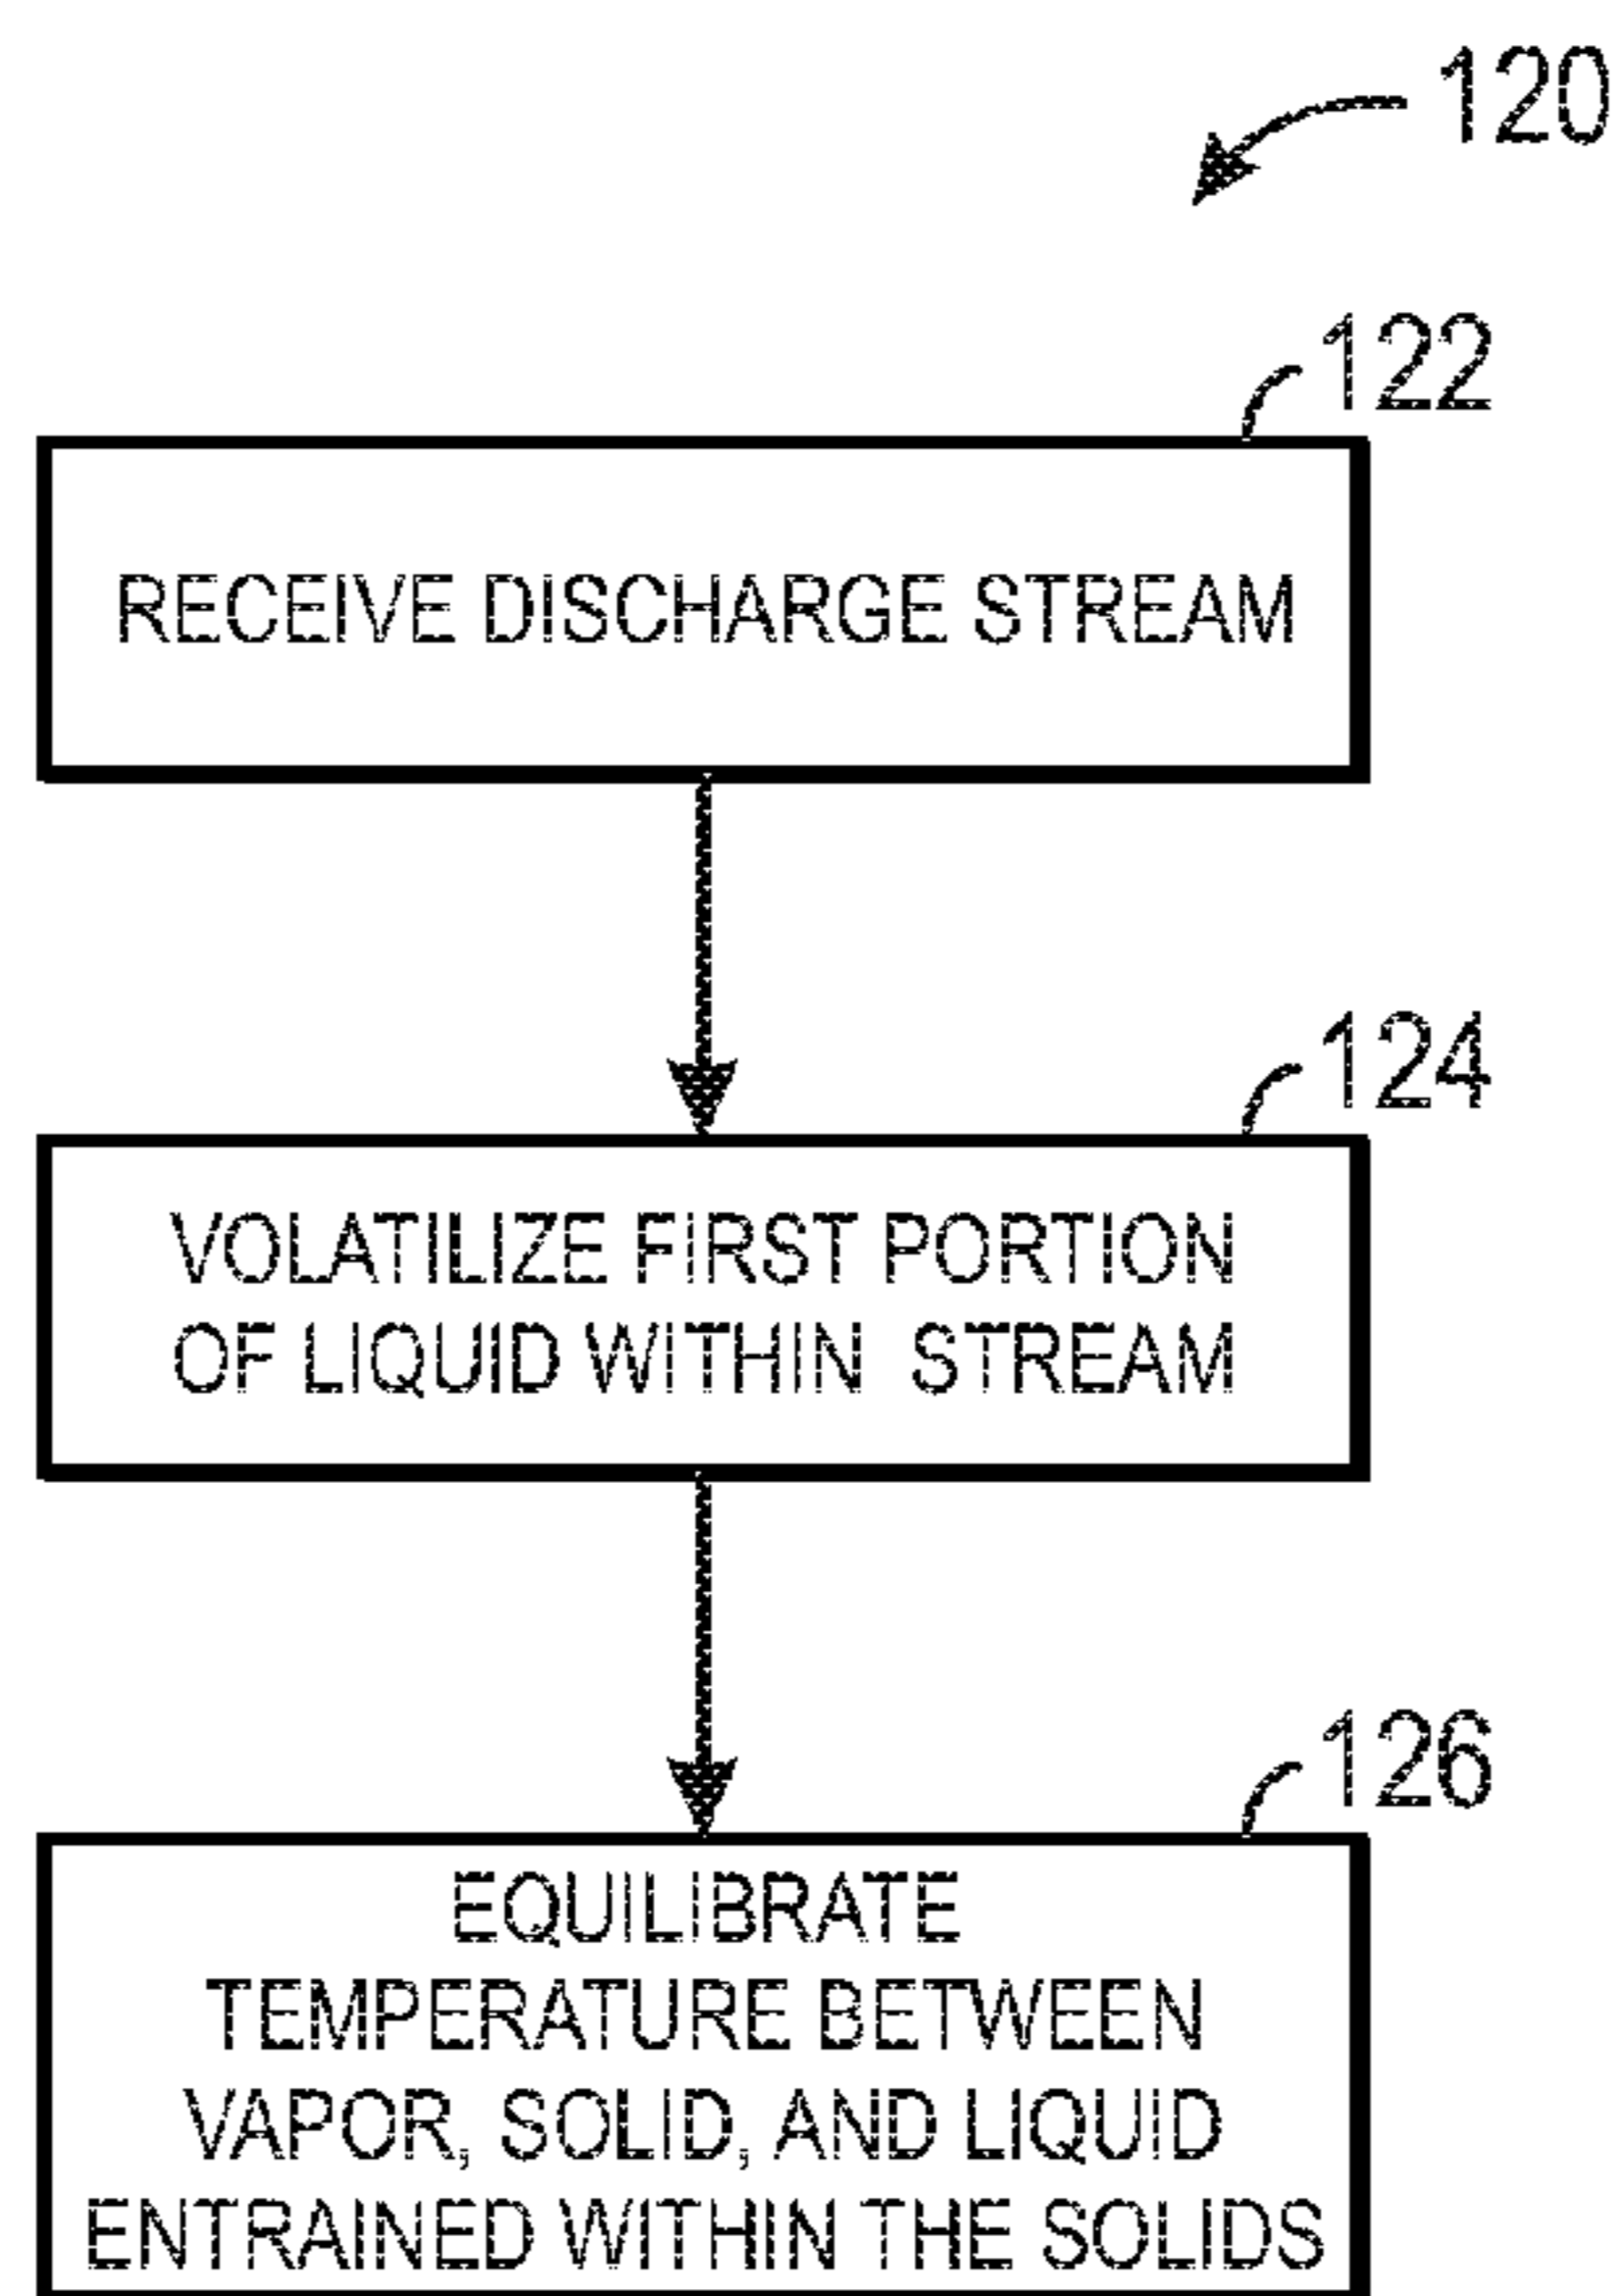 120
122
RECEIVE DISCHARGE STREAM
124
VOLATILIZE FIRST PORTION
OF LIQUID WITHIN STREAM
126
EQUILIBRATE
TEMPERATURE BETWEEN
VAPOR, SOLID, AND LIQUID
ENTRAINED WITHIN THE SOLIDS